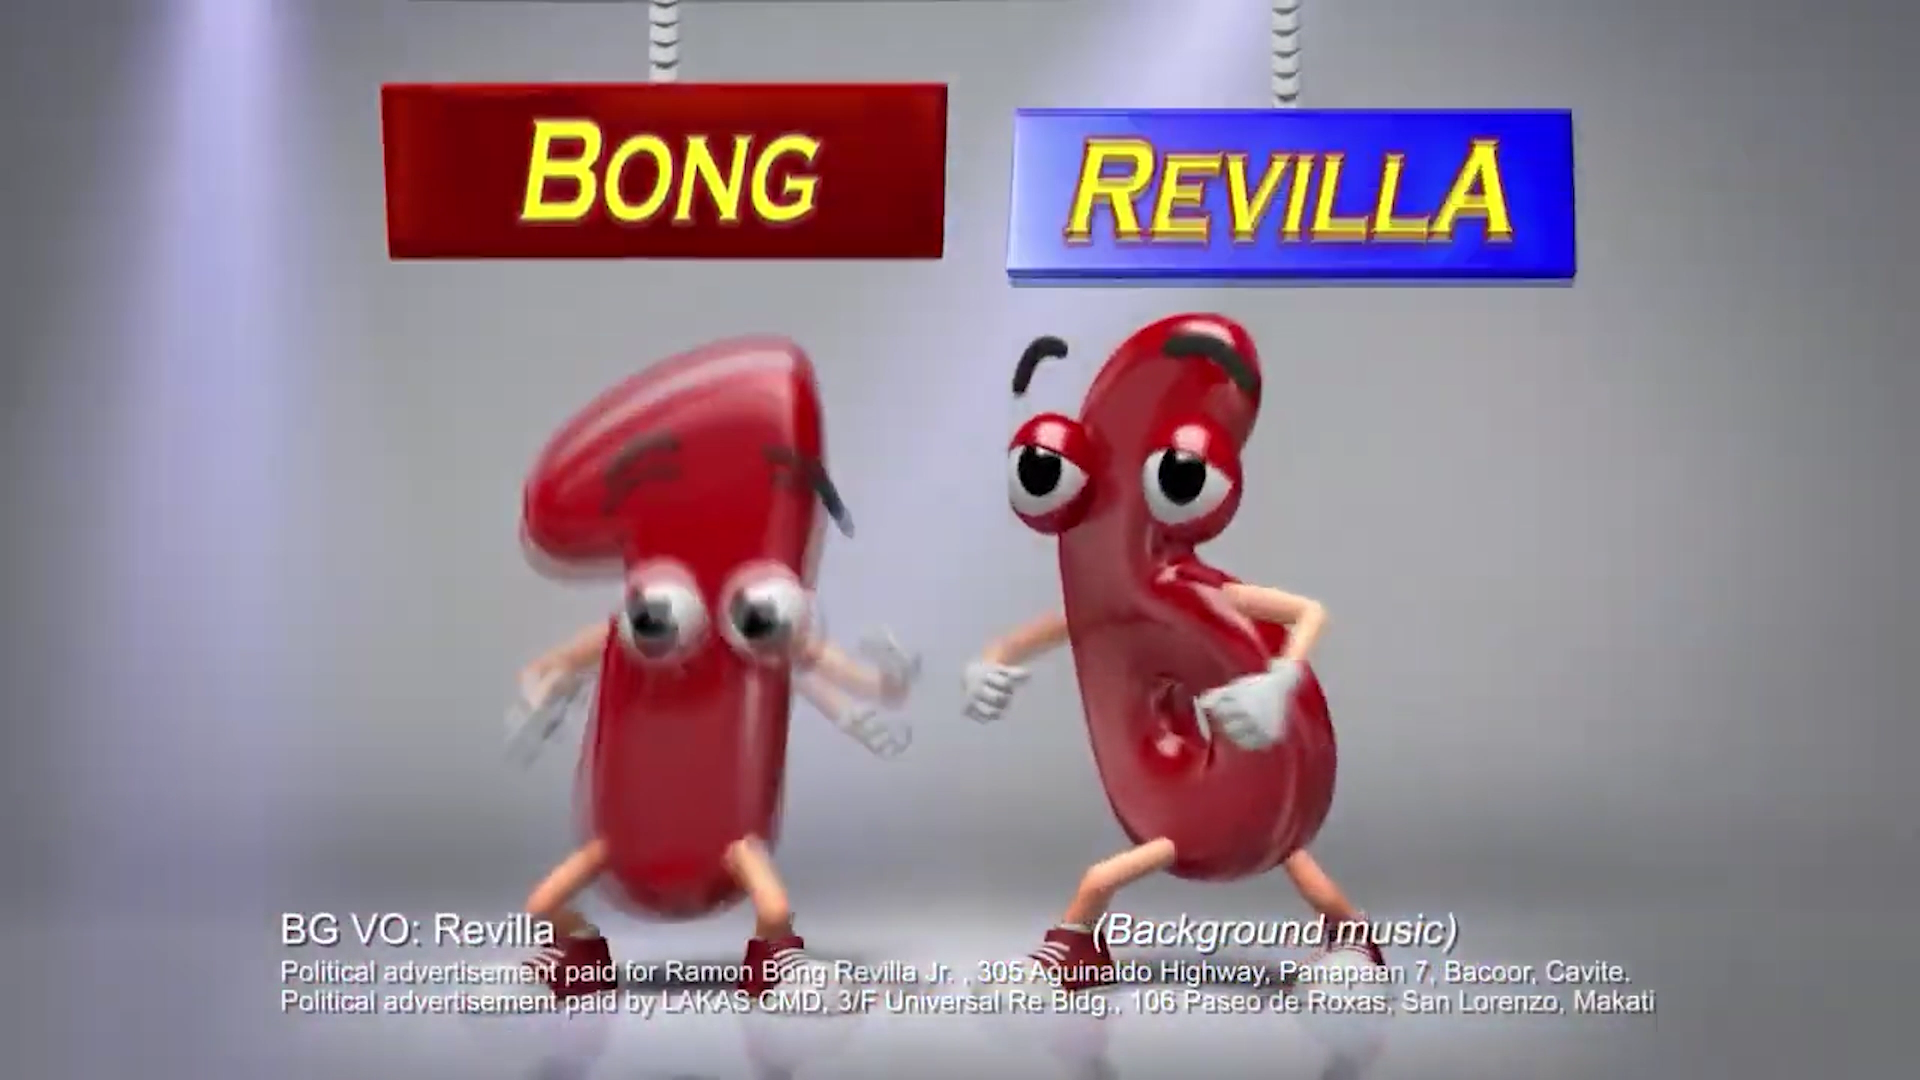 BONG
REVILLA
BG VO: Revilla
(Background music)
Political advertisement paid for Ramon Bong Revilla Jr. , 305 Aguinaldo Highway, Panapaan 7, Bacoor, Cavite.
Political advertisement paid by LAKAS CMD, 3/F Universal Re Bldg., 106 Paseo de Roxas, San Lorenzo, Makati